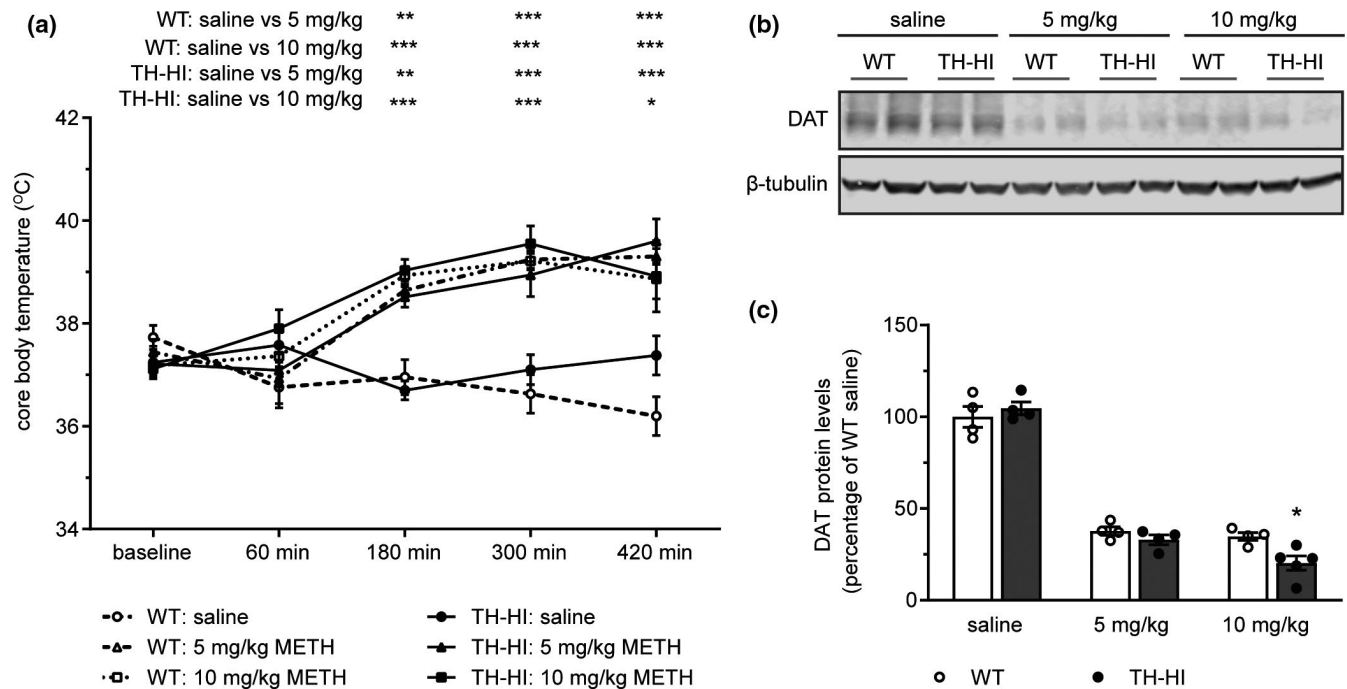 (a)
WT: saline vs 5 mg/kg ** *** ***
WT: saline vs 10 mg/kg *** *** ***
TH-HI: saline vs 5 mg/kg ** *** ***
TH-HI: saline vs 10 mg/kg *** *** *
core body temperature (°C)
42
40
38
36
34
baseline 60 min 180 min 300 min 420 min
WT: saline
WT: 5 mg/kg METH
WT: 10 mg/kg METH
TH-HI: saline
TH-HI: 5 mg/kg METH
TH-HI: 10 mg/kg METH
(b)
saline 5 mg/kg 10 mg/kg
WT TH-HI WT TH-HI WT TH-HI
DAT
β-tubulin
(c)
DAT protein levels
(percentage of WT saline)
150
100
50
0
*
saline 5 mg/kg 10 mg/kg
WT TH-HI